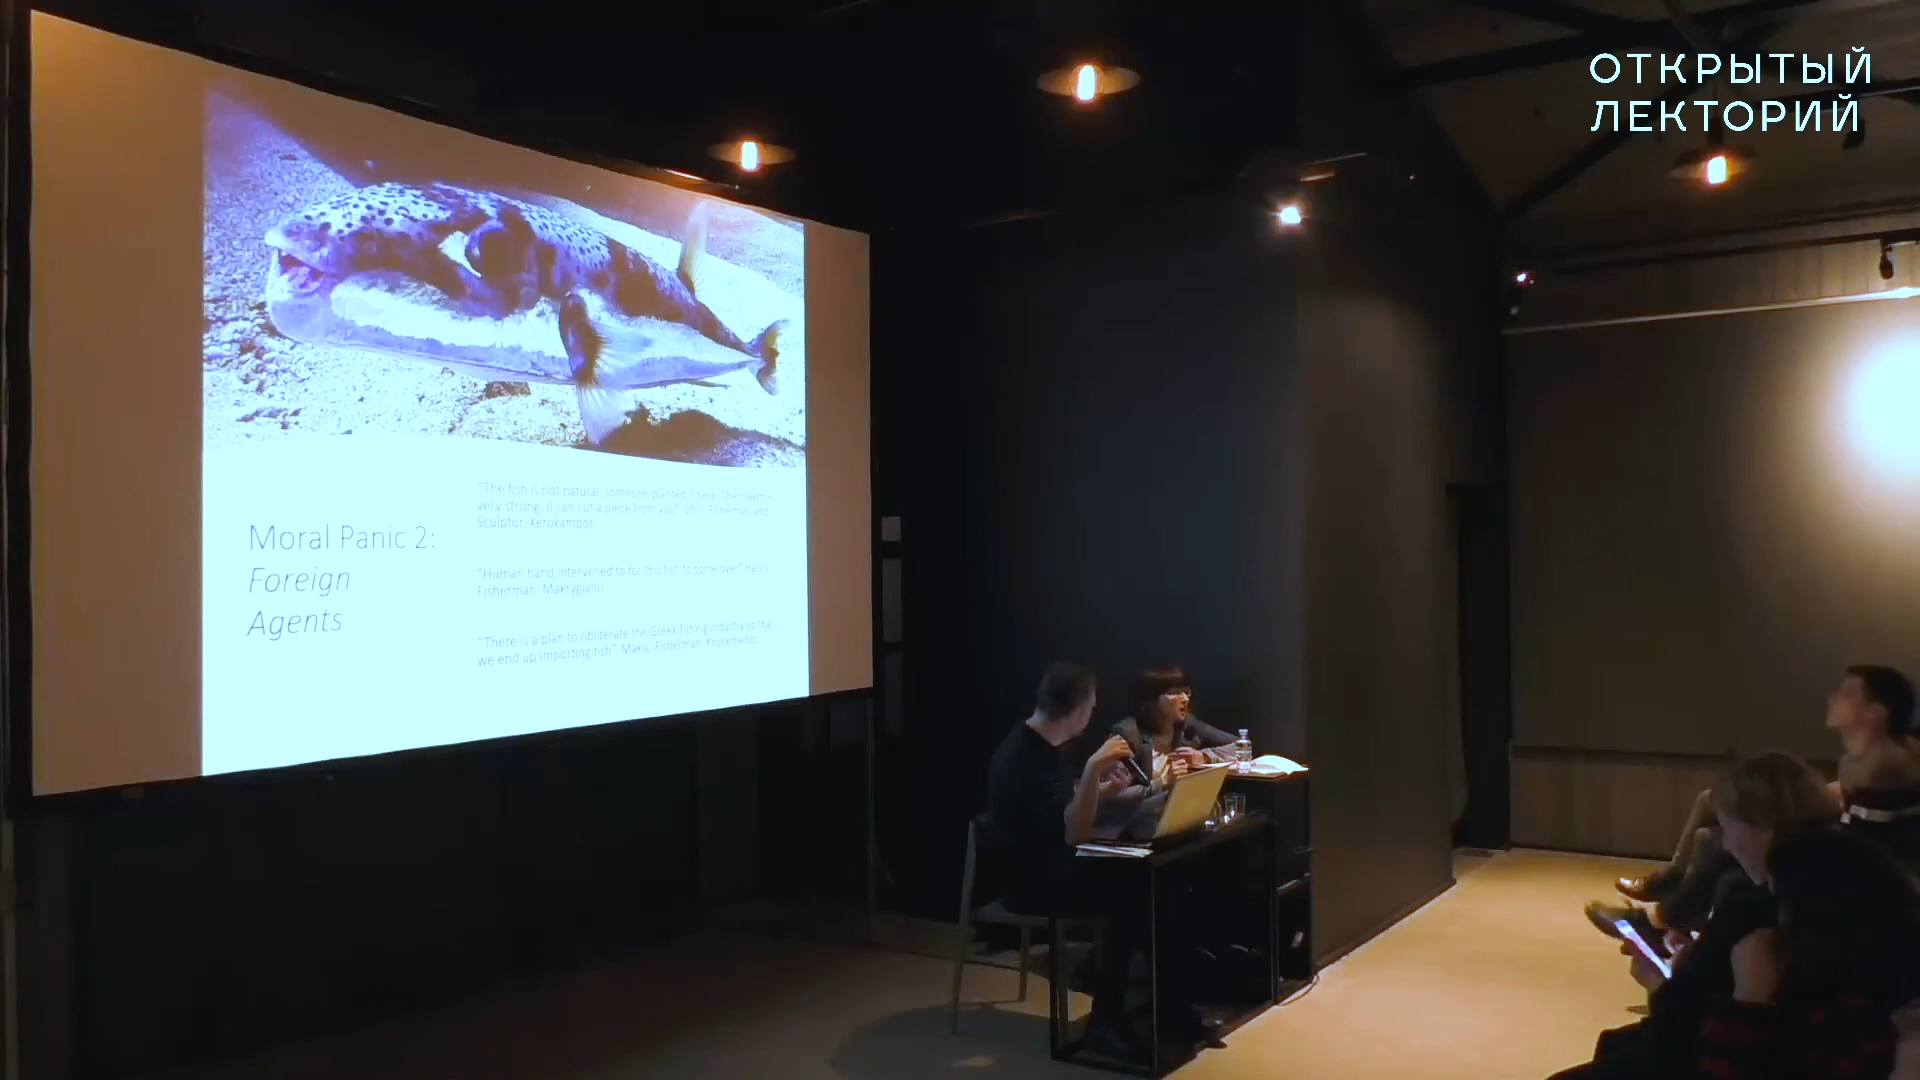 ОТКРЫТЫЙ
ЛЕКТОРИЙ
Moral Panic 2:
Foreign
Agents
"The fish is not natural, someone planted it here. Their teeth is
very strong, it can cut a piece from you" Sifis, Fisherman and
Sculptor, Xerokampos
"Human hand intervened to for this fish to come over" Harris
Fisherman, Makrygialos
"There is a plan to obliterate the Greek fishing industry so that
we end up importing fish", Makis, Fisherman, Kouremenos